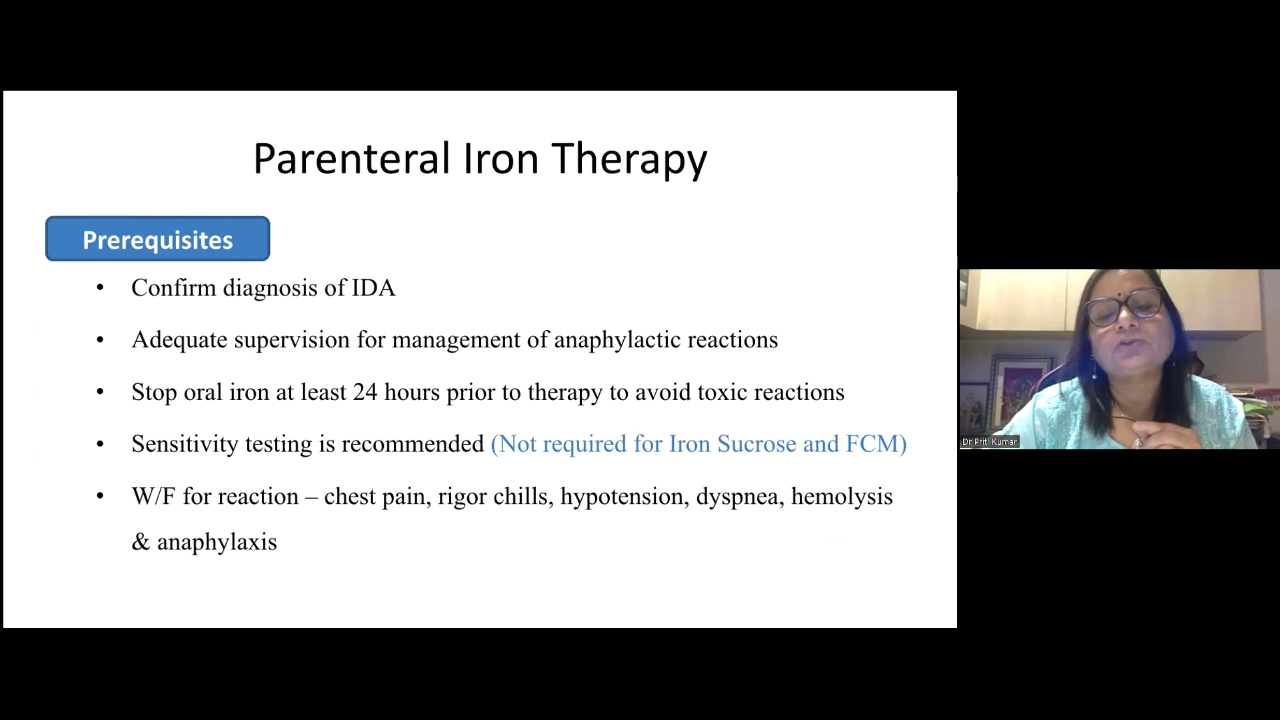 Parenteral Iron Therapy
Prerequisites
• Confirm diagnosis of IDA
• Adequate supervision for management of anaphylactic reactions
• Stop oral iron at least 24 hours prior to therapy to avoid toxic reactions
• Sensitivity testing is recommended (Not required for Iron Sucrose and FCM)
• W/F for reaction – chest pain, rigor chills, hypotension, dyspnea, hemolysis
& anaphylaxis
Dr Priti Kumar